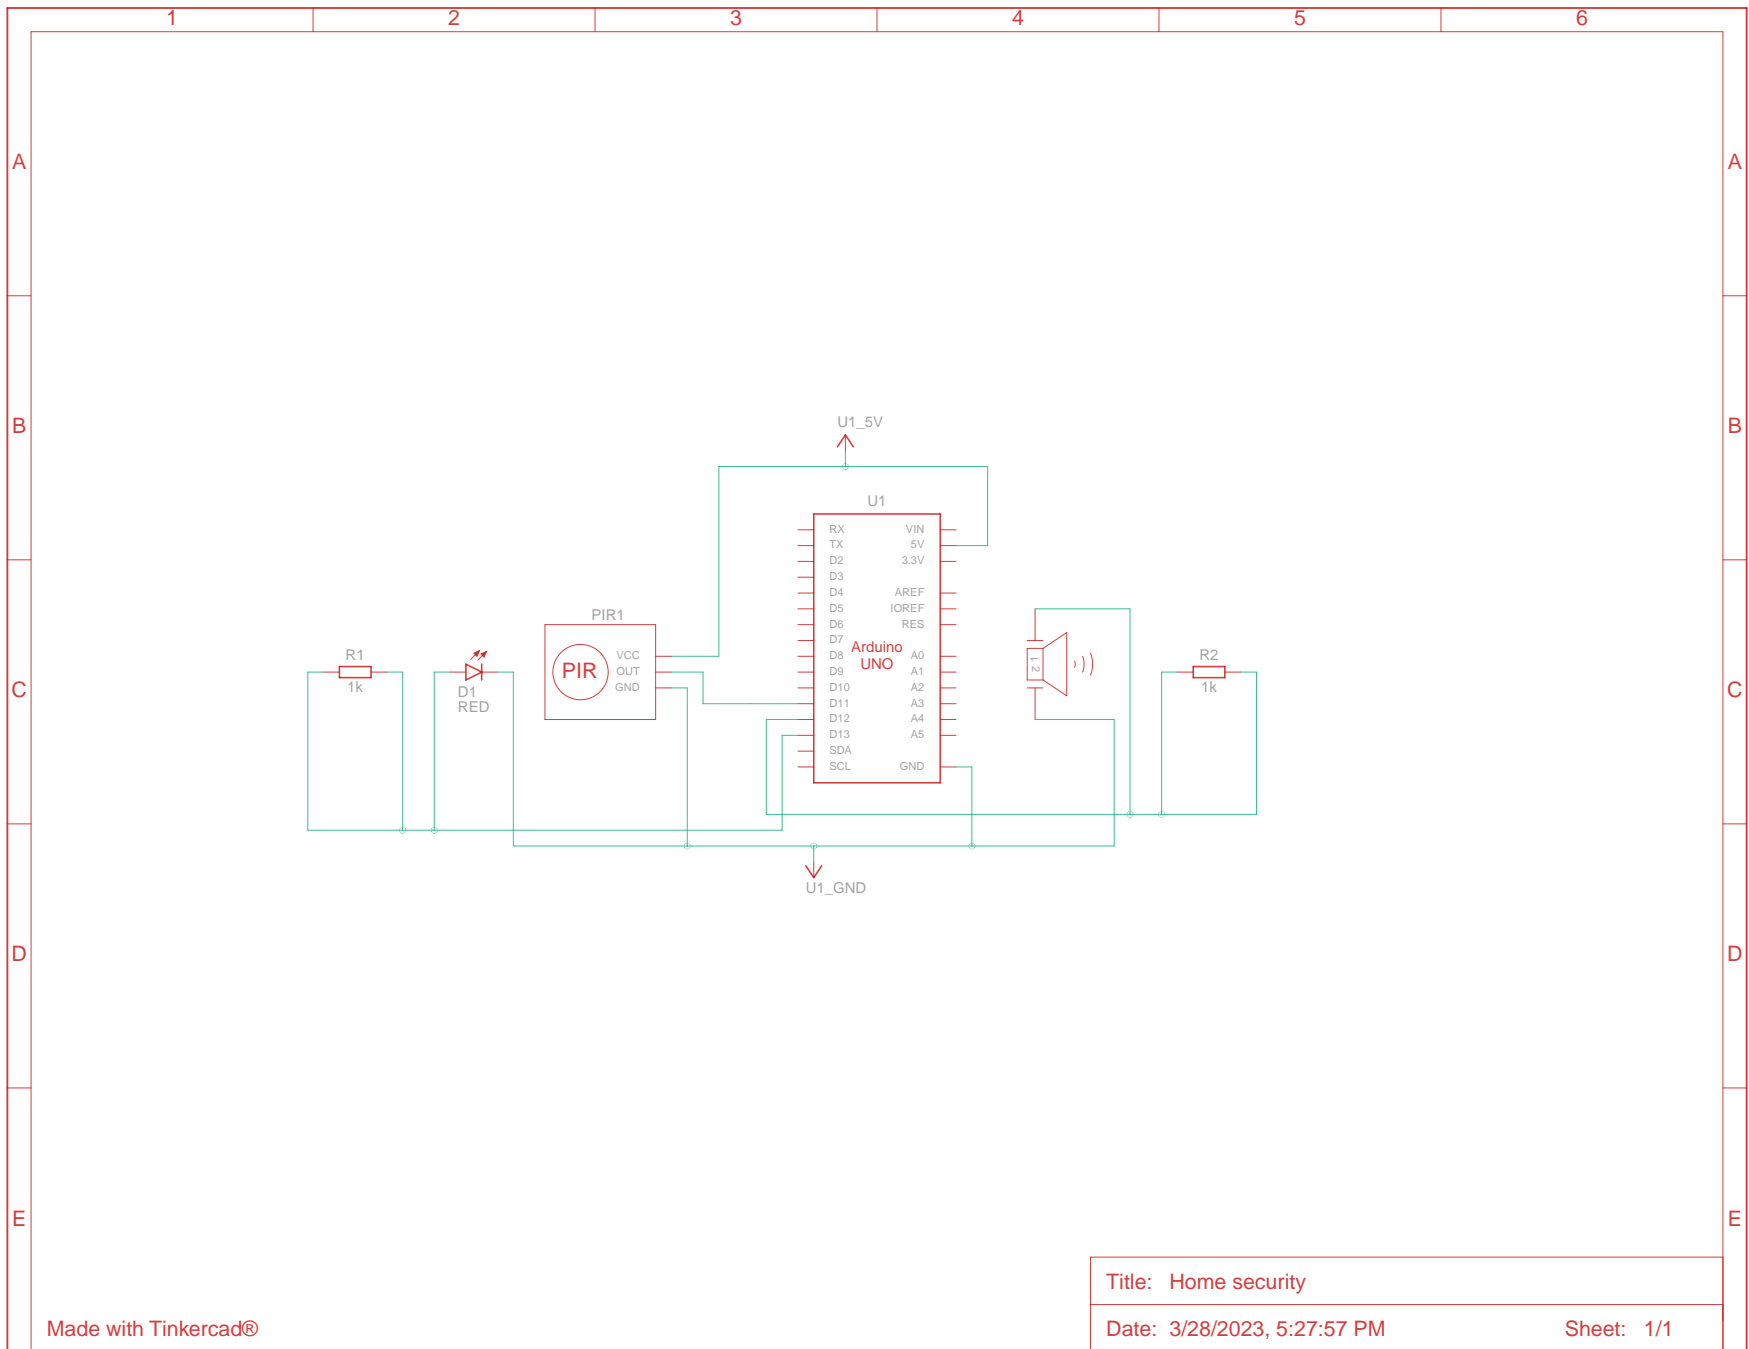 1 2 3 4 5 6
A A
B B
C C
D D
E E
U1_5V
U1
RX VIN
TX 5V
D2 3.3V
D3
D4 AREF
D5 IOREF
D6 RES
D7
Arduino
UNO
D8 A0
D9 A1
D10 A2
D11 A3
D12 A4
D13 A5
SDA
SCL GND
PIR1
PIR
VCC
OUT
GND
R1
1k
D1
RED
1 2
R2
1k
U1_GND
Title: Home security
Made with Tinkercad®
Date: 3/28/2023, 5:27:57 PM Sheet: 1/1